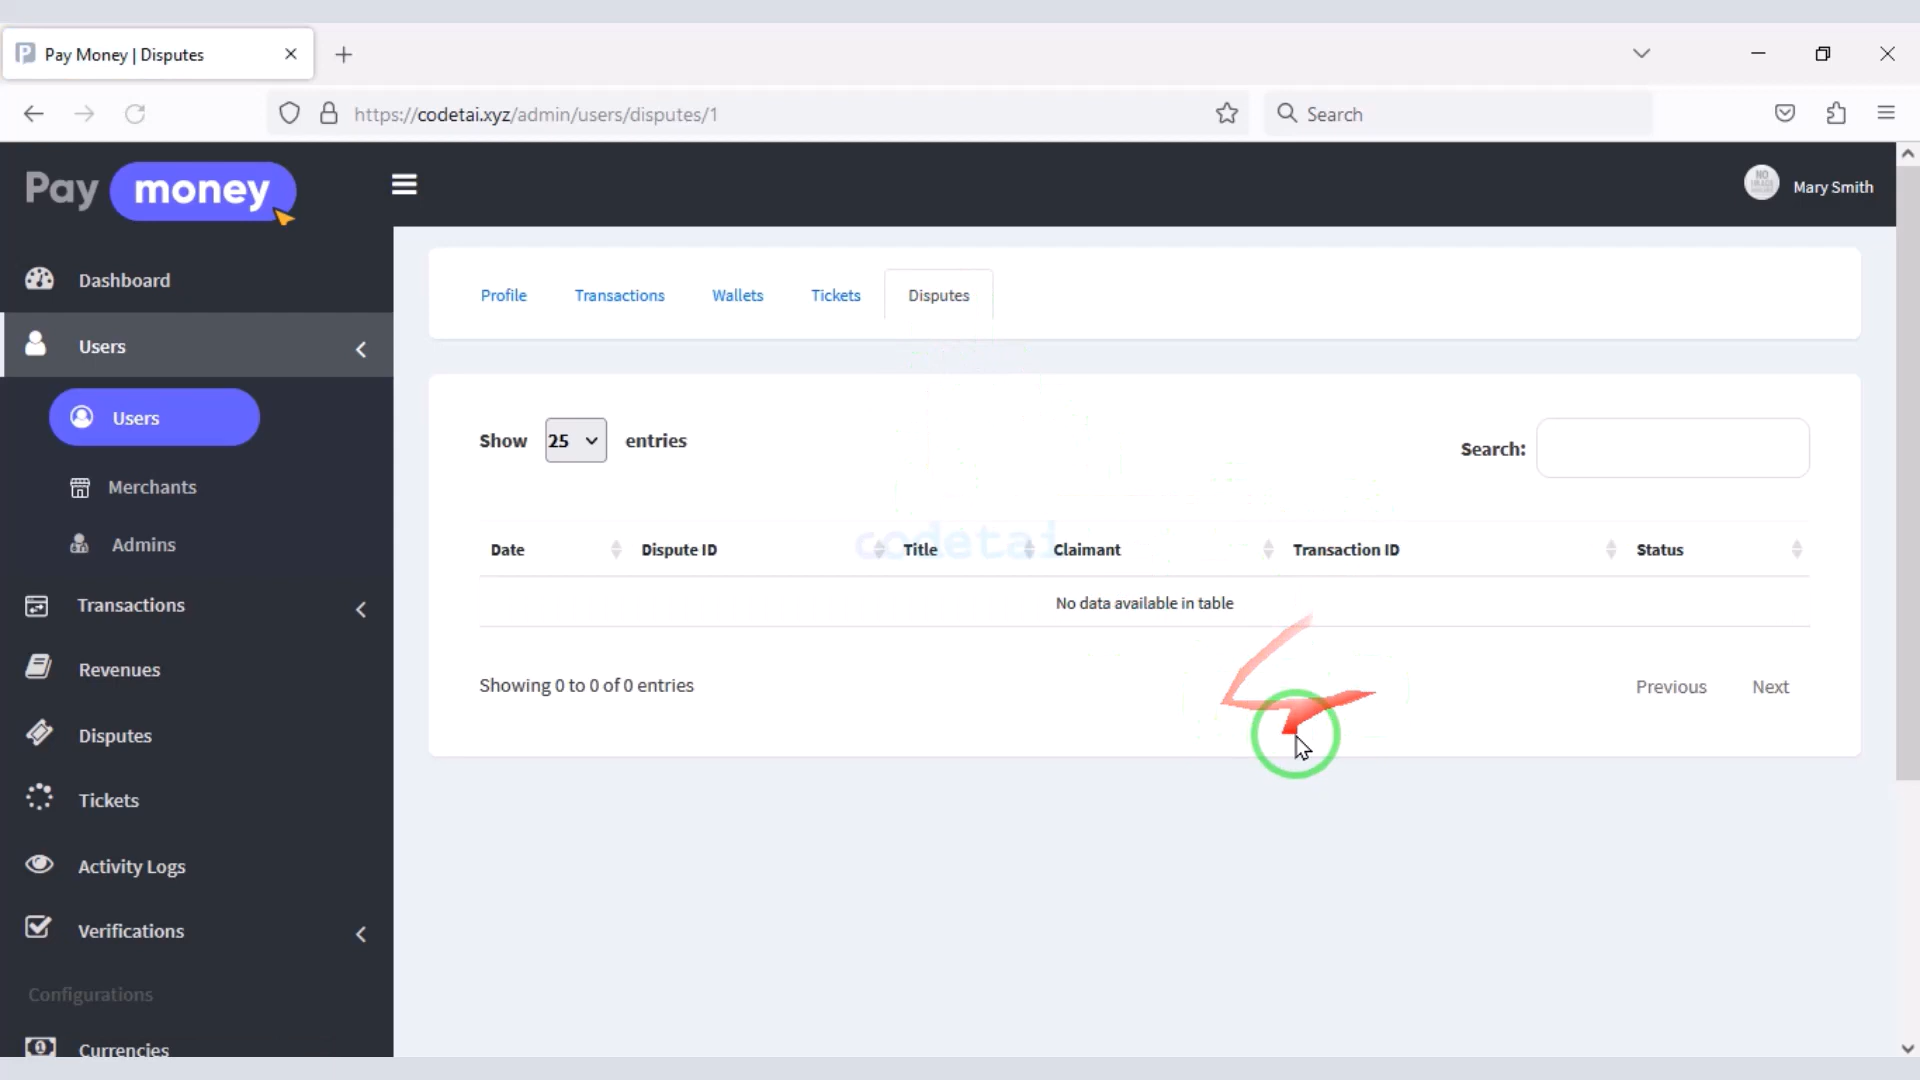 Pay Money | Disputes
https://codetai.xyz/admin/users/disputes/1
Search
Pay money
Mary Smith
Dashboard
Users
Users
Merchants
Admins
Transactions
Revenues
Disputes
Tickets
Activity Logs
Verifications
Configurations
Currencies
Profile Transactions Wallets Tickets Disputes
Show 25 entries
Search:
codetai
Date Dispute ID Title Claimant Transaction ID Status
No data available in table
Showing 0 to 0 of 0 entries
Previous Next